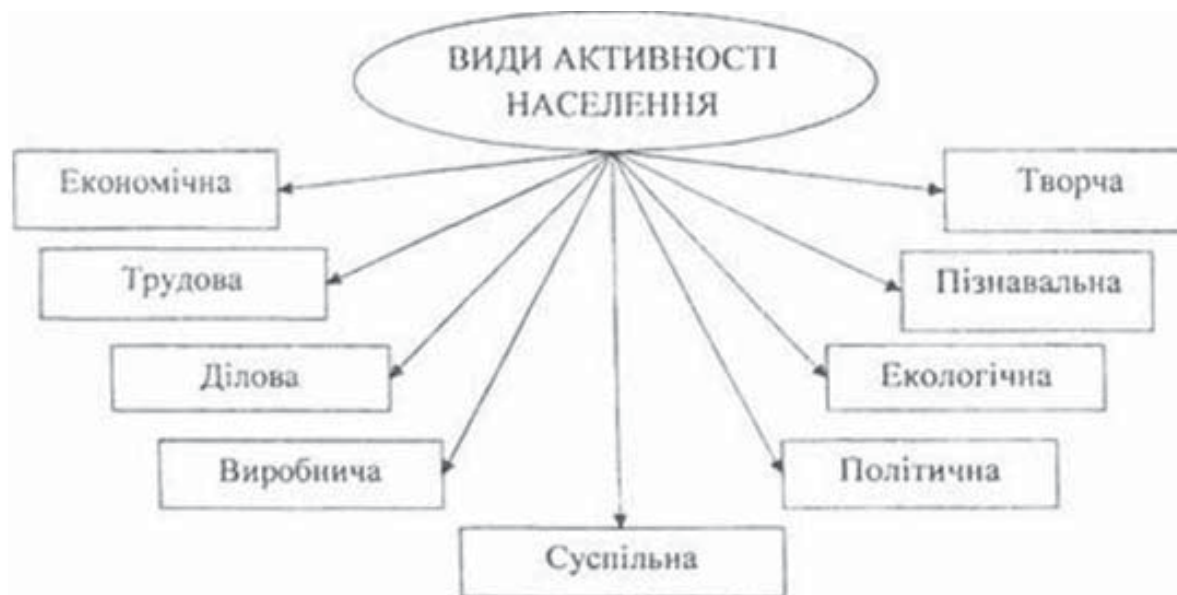 ВИДИ АКТИВНОСТІ
НАСЕЛЕННЯ
Економічна
Творча
Трудова
Пізнавальна
Ділова
Екологічна
Виробнича
Політична
Суспільна